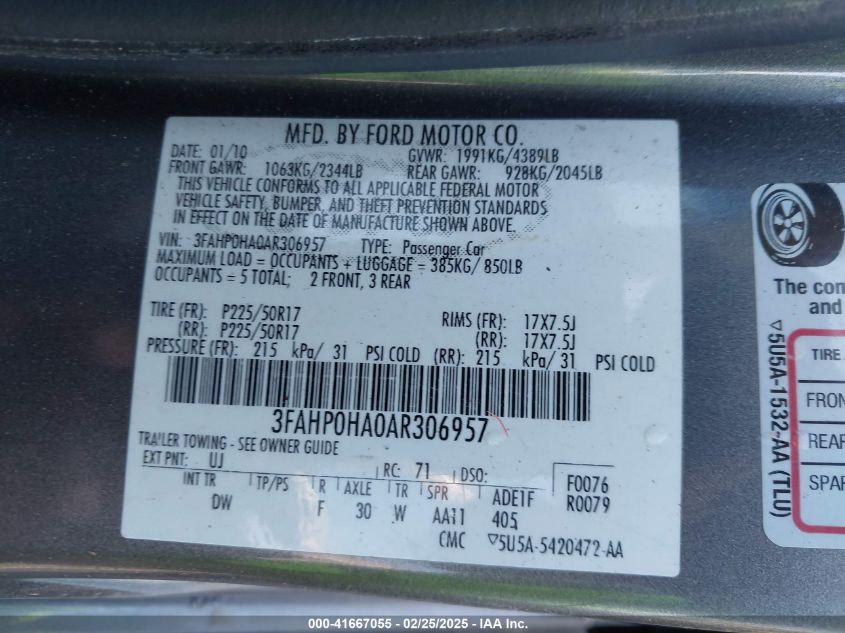 MFD. BY FORD MOTOR CO.
DATE: 01/10 GVWR: 1991KG/4389LB
FRONT GAWR: 1063KG/2344LB REAR GAWR: 928KG/2045LB
THIS VEHICLE CONFORMS TO ALL APPLICABLE FEDERAL MOTOR
VEHICLE SAFETY, BUMPER, AND THEFT PREVENTION STANDARDS
IN EFFECT ON THE DATE OF MANUFACTURE SHOWN ABOVE.
VIN: 3FAHP0HA0AR306957 TYPE: Passenger Car
MAXIMUM LOAD = OCCUPANTS + LUGGAGE = 385KG/ 850LB
OCCUPANTS = 5 TOTAL; 2 FRONT, 3 REAR
TIRE (FR): P225/50R17 RIMS (FR): 17X7.5J
(RR): P225/50R17 (RR): 17X7.5J
PRESSURE (FR): 215 kPa/ 31 PSI COLD (RR): 215 kPa/ 31 PSI COLD
3FAHP0HA0AR306957
TRAILER TOWING - SEE OWNER GUIDE
EXT PNT: UJ RC: 71 DSO: F0076
R0079
INT TR TP/PS R AXLE TR SPR ADE1F
DW F 30 W AA11 405
CMC ▽5U5A-5420472-AA
The con
and
▽5U5A-1532-AA (TLU)
TIRE
FRON
REAR
SPAR
000-41667055 - 02/25/2025 - IAA Inc.